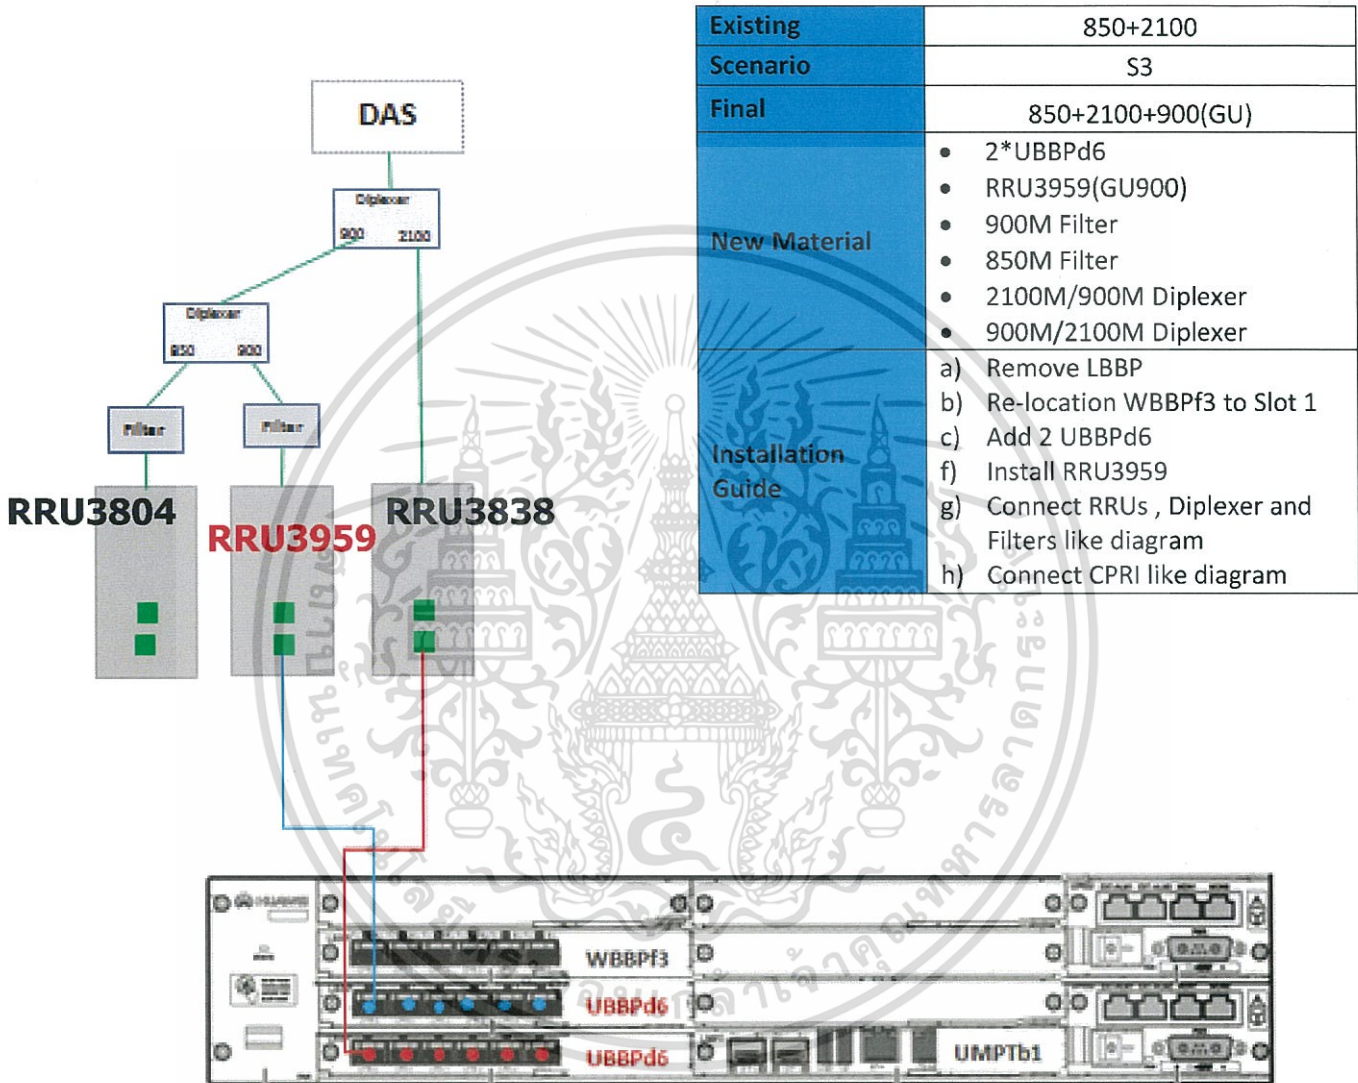 Existing 850+2100
Scenario S3
Final 850+2100+900(GU)
New Material
• 2*UBBPd6
• RRU3959(GU900)
• 900M Filter
• 850M Filter
• 2100M/900M Diplexer
• 900M/2100M Diplexer
Installation Guide
a) Remove LBBP
b) Re-location WBBPf3 to Slot 1
c) Add 2 UBBPd6
f) Install RRU3959
g) Connect RRUs , Diplexer and
Filters like diagram
h) Connect CPRI like diagram
DAS
Diplexer
900 2100
Diplexer
850 900
Filter
Filter
RRU3804
RRU3959
RRU3838
HUAWEI
WBBPf3
UBBPd6
UBBPd6
UMPTb1